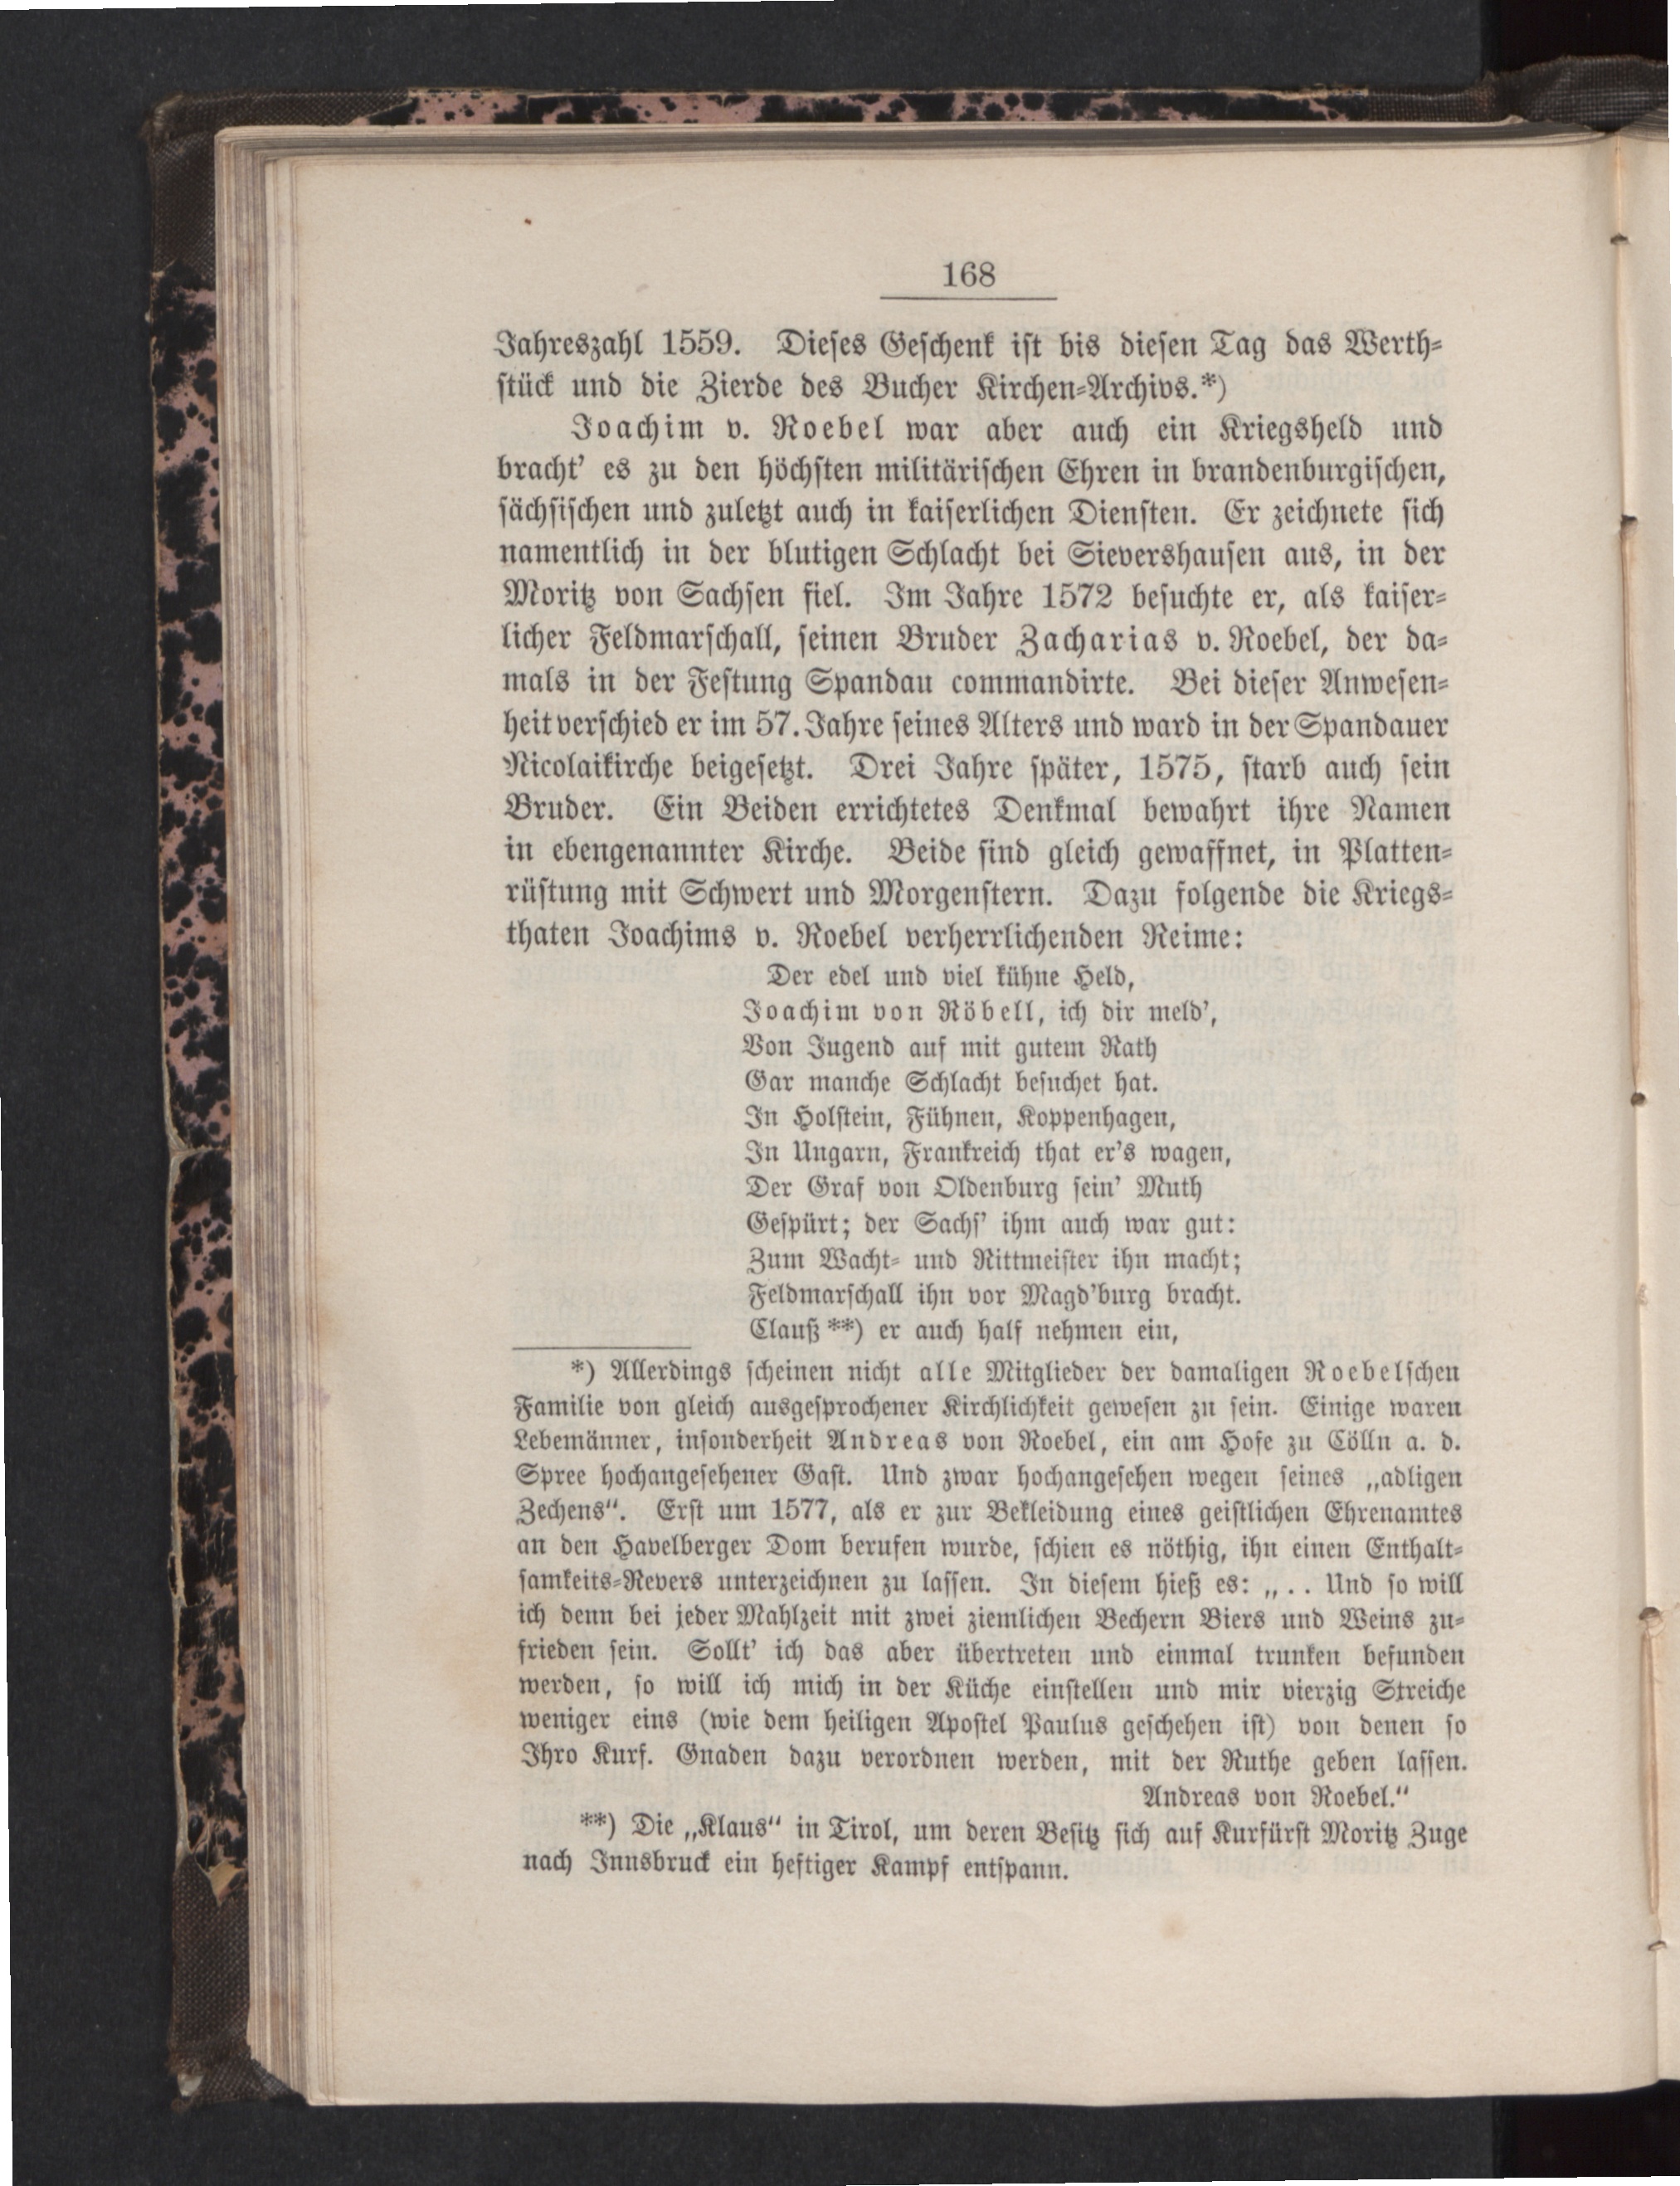 168
Jahreszahl 1559. Dieses Geschenk ist bis diesen Tag das Werth-
stück und die Zierde des Bucher Kirchen-Archivs.*)
Joachim v. Roebel war aber auch ein Kriegsheld und
bracht' es zu den höchsten militärischen Ehren in brandenburgischen,
sächsischen und zuletzt auch in kaiserlichen Diensten. Er zeichnete sich
namentlich in der blutigen Schlacht bei Sievershausen aus, in der
Moritz von Sachsen fiel. Im Jahre 1572 besuchte er, als kaiser-
licher Feldmarschall, seinen Bruder Zacharias v. Roebel, der da-
mals in der Festung Spandau commandirte. Bei dieser Anwesen-
heit verschied er im 57. Jahre seines Alters und ward in der Spandauer
Nicolaikirche beigesetzt. Drei Jahre später, 1575, starb auch sein
Bruder. Ein Beiden errichtetes Denkmal bewahrt ihre Namen
in ebengenannter Kirche. Beide sind gleich gewaffnet, in Platten-
rüstung mit Schwert und Morgenstern. Dazu folgende die Kriegs-
thaten Joachims v. Roebel verherrlichenden Reime:
Der edel und viel kühne Held,
Joachim von Röbell, ich dir meld',
Von Jugend auf mit gutem Rath
Gar manche Schlacht besuchet hat.
In Holstein, Fühnen, Koppenhagen,
In Ungarn, Frankreich that er's wagen,
Der Graf von Oldenburg sein' Muth
Gespürt; der Sachs' ihm auch war gut:
Zum Wacht- und Rittmeister ihn macht;
Feldmarschall ihn vor Magd'burg bracht.
Clauß **) er auch half nehmen ein,
*) Allerdings scheinen nicht alle Mitglieder der damaligen Roebelschen
Familie von gleich ausgesprochener Kirchlichkeit gewesen zu sein. Einige waren
Lebemänner, insonderheit Andreas von Roebel, ein am Hofe zu Cölln a. d.
Spree hochangesehener Gast. Und zwar hochangesehen wegen seines „adligen
Zechens“. Erst um 1577, als er zur Bekleidung eines geistlichen Ehrenamtes
an den Havelberger Dom berufen wurde, schien es nöthig, ihn einen Enthalt-
samkeits-Revers unterzeichnen zu lassen. In diesem hieß es: „.. Und so will
ich denn bei jeder Mahlzeit mit zwei ziemlichen Bechern Biers und Weins zu-
frieden sein. Sollt' ich das aber übertreten und einmal trunken befunden
werden, so will ich mich in der Küche einstellen und mir vierzig Streiche
weniger eins (wie dem heiligen Apostel Paulus geschehen ist) von denen so
Ihro Kurf. Gnaden dazu verordnen werden, mit der Ruthe geben lassen.
Andreas von Roebel.“
**) Die „Klaus“ in Tirol, um deren Besitz sich auf Kurfürst Moritz Zuge
nach Innsbruck ein heftiger Kampf entspann.